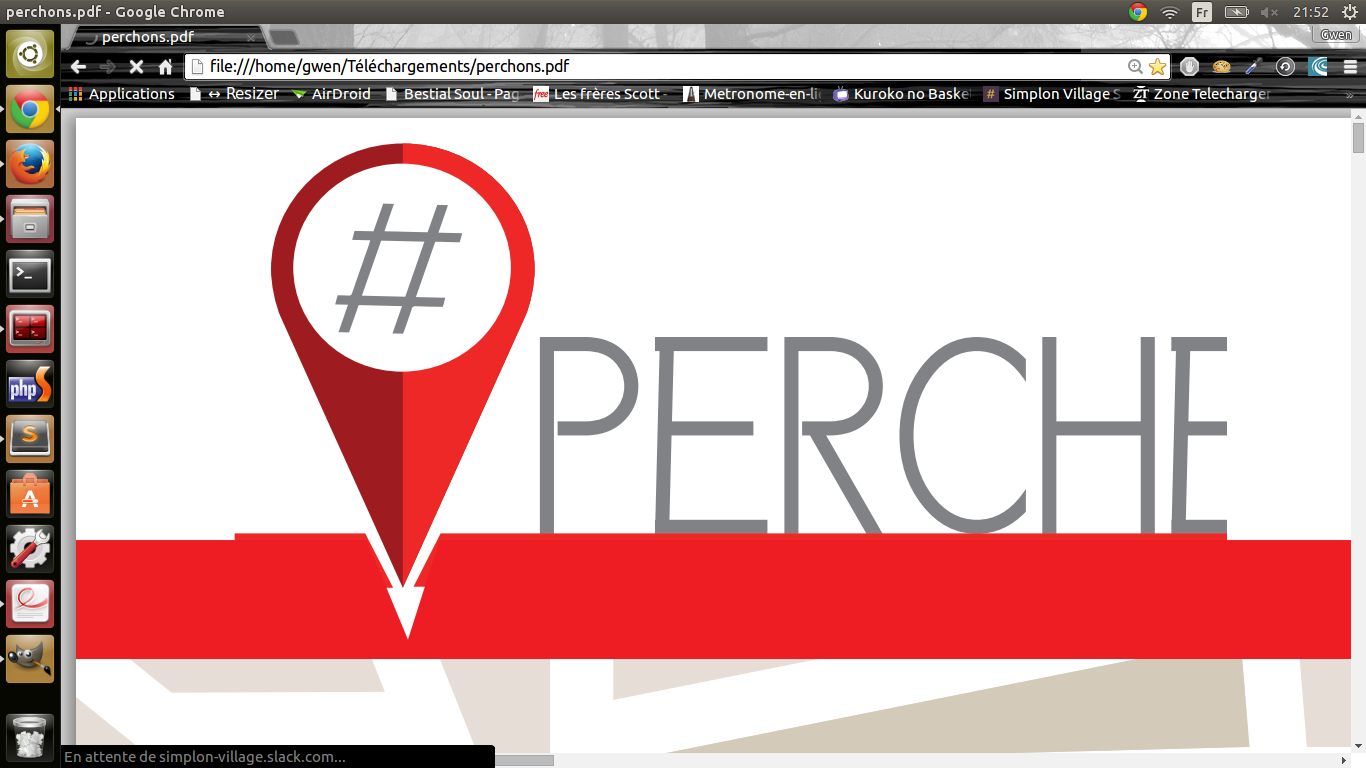 perchons.pdf - Google Chrome
Fr
21:52
perchons.pdf
Gwen
file:///home/gwen/Téléchargements/perchons.pdf
Applications
↔ Resizer
AirDroid
Bestial Soul - Pag
free Les frères Scott -
Metronome-en-li
Kuroko no Baske
# Simplon Village S
ZT Zone Telecharger
»
#
PERCHE
>_
php
S
A
En attente de simplon-village.slack.com...